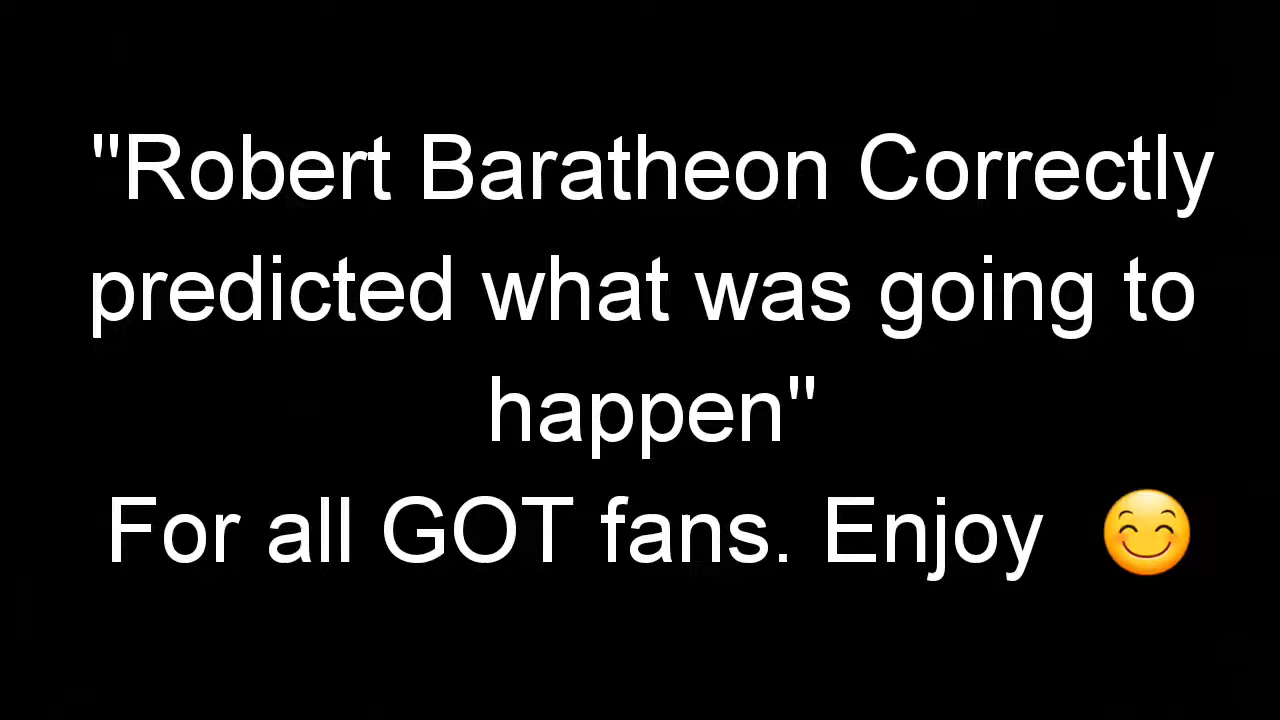 "Robert Baratheon Correctly
predicted what was going to
happen"
For all GOT fans. Enjoy 😊